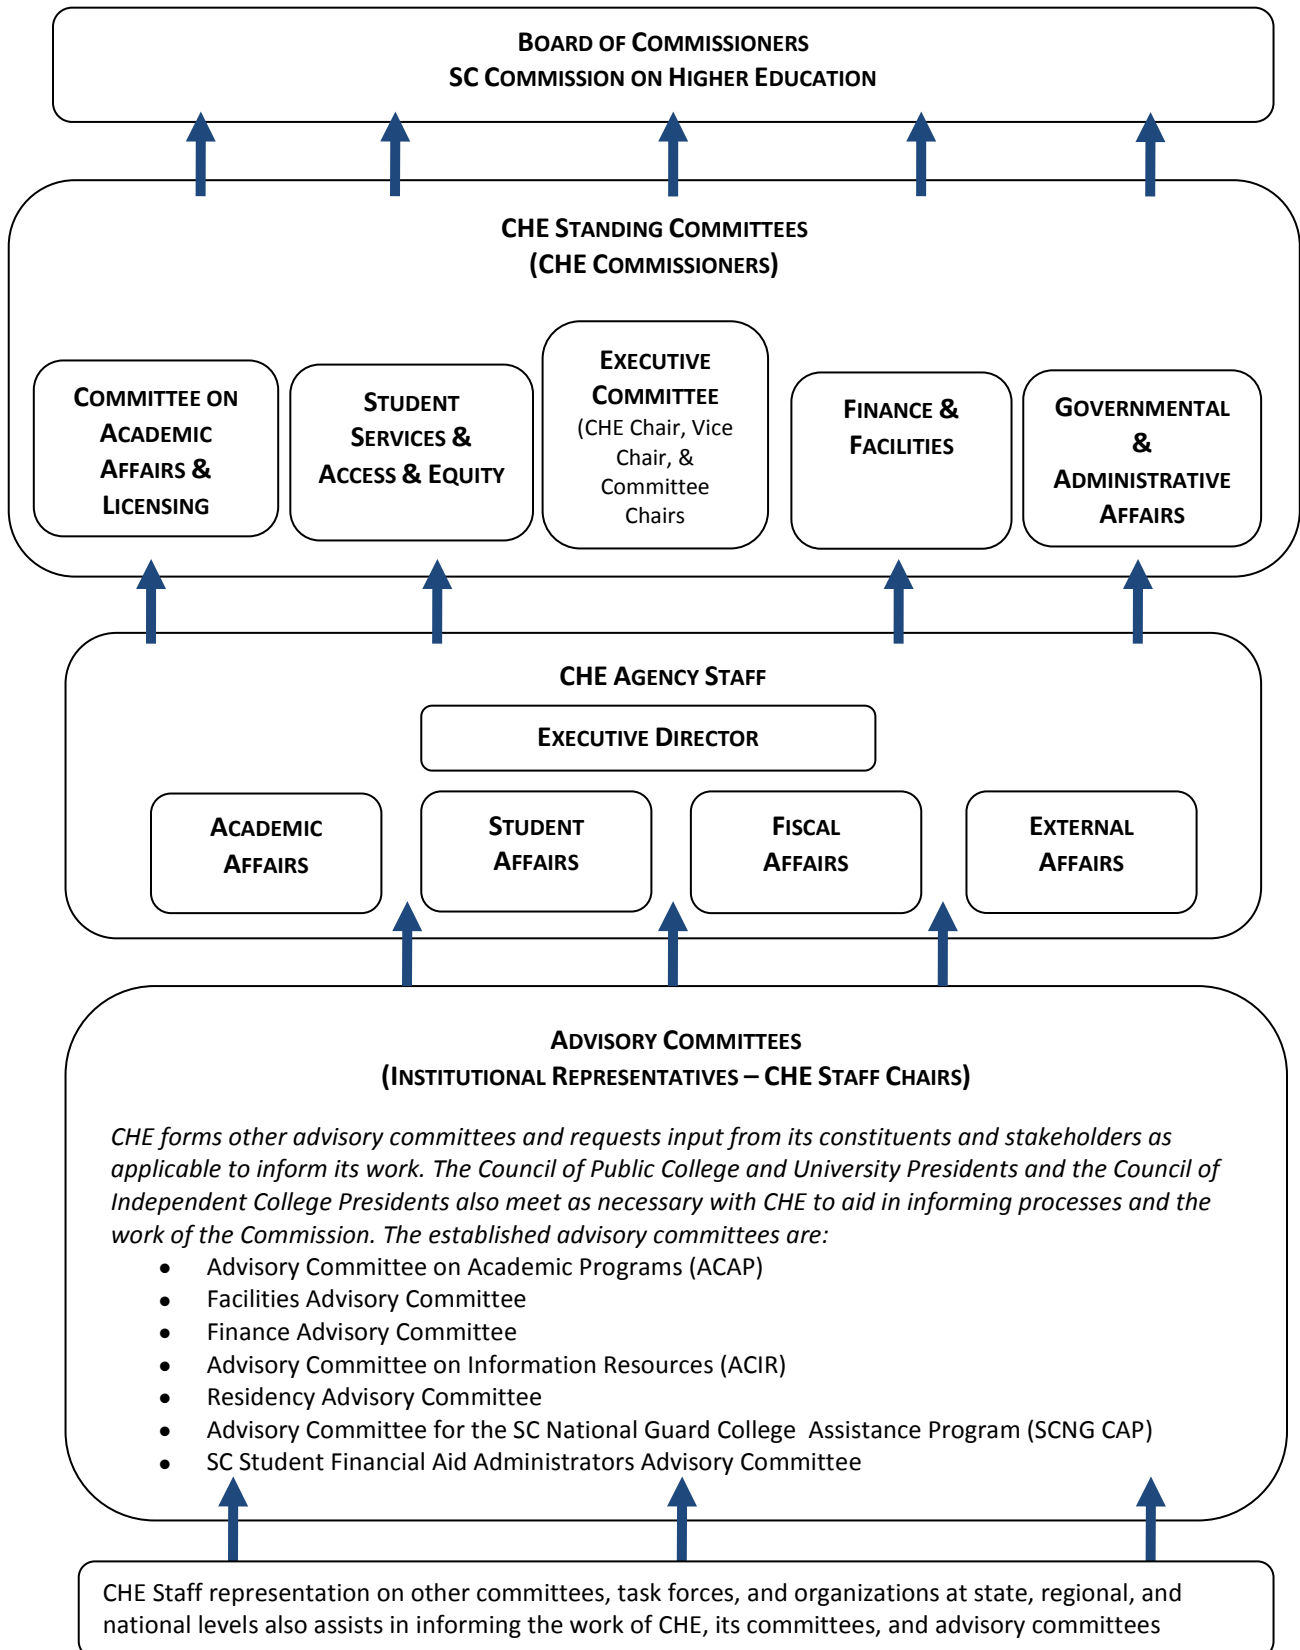 BOARD OF COMMISSIONERS
SC COMMISSION ON HIGHER EDUCATION
CHE STANDING COMMITTEES
(CHE COMMISSIONERS)
COMMITTEE ON
ACADEMIC
AFFAIRS &
LICENSING
STUDENT
SERVICES &
ACCESS & EQUITY
EXECUTIVE
COMMITTEE
(CHE Chair, Vice
Chair, &
Committee
Chairs
FINANCE &
FACILITIES
GOVERNMENTAL
&
ADMINISTRATIVE
AFFAIRS
CHE AGENCY STAFF
EXECUTIVE DIRECTOR
ACADEMIC
AFFAIRS
STUDENT
AFFAIRS
FISCAL
AFFAIRS
EXTERNAL
AFFAIRS
ADVISORY COMMITTEES
(INSTITUTIONAL REPRESENTATIVES – CHE STAFF CHAIRS)
CHE forms other advisory committees and requests input from its constituents and stakeholders as
applicable to inform its work. The Council of Public College and University Presidents and the Council of
Independent College Presidents also meet as necessary with CHE to aid in informing processes and the
work of the Commission. The established advisory committees are:
• Advisory Committee on Academic Programs (ACAP)
• Facilities Advisory Committee
• Finance Advisory Committee
• Advisory Committee on Information Resources (ACIR)
• Residency Advisory Committee
• Advisory Committee for the SC National Guard College Assistance Program (SCNG CAP)
• SC Student Financial Aid Administrators Advisory Committee
CHE Staff representation on other committees, task forces, and organizations at state, regional, and
national levels also assists in informing the work of CHE, its committees, and advisory committees